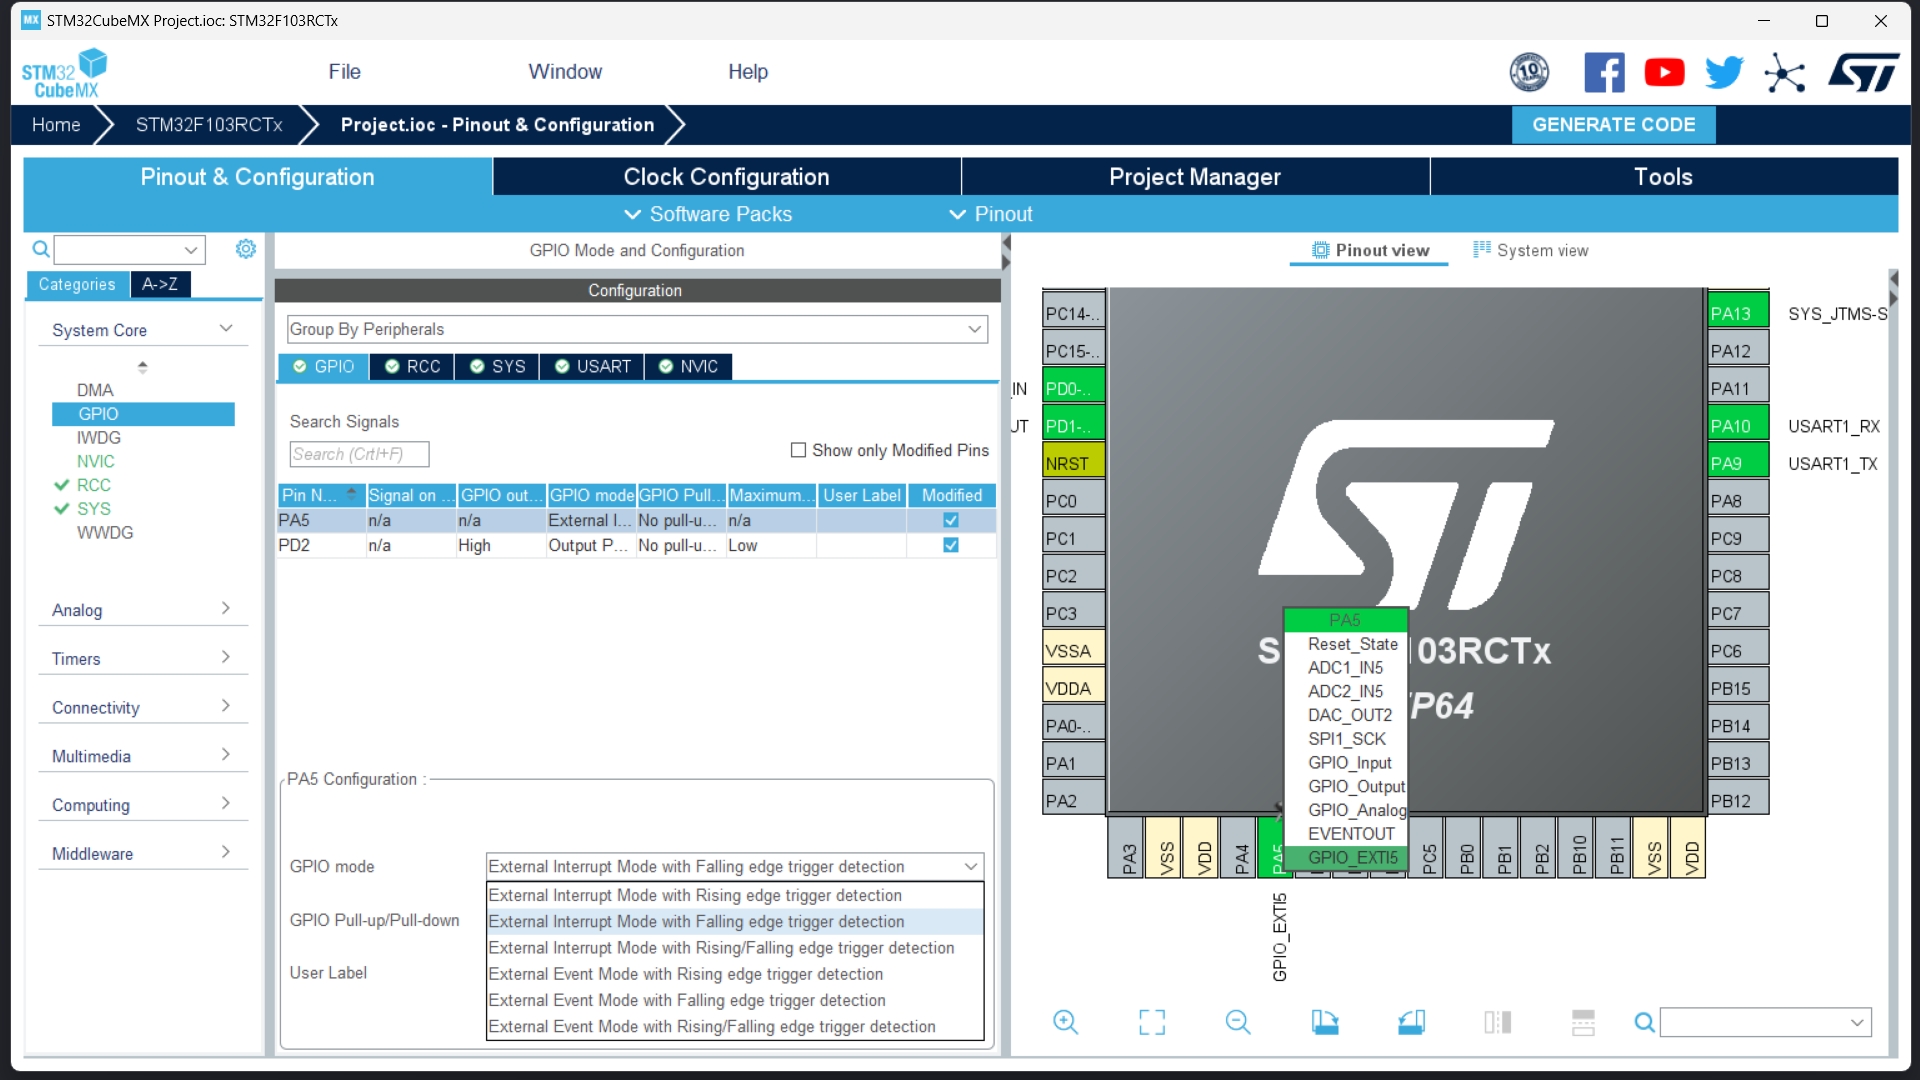 MX STM32CubeMX Project.ioc: STM32F103RCTx
STM32
CubeMX
File
Window
Help
10
Home
STM32F103RCTx
Project.ioc - Pinout & Configuration
GENERATE CODE
Pinout & Configuration
Clock Configuration
Project Manager
Tools
Software Packs
Pinout
Categories
A->Z
System Core
DMA
GPIO
IWDG
NVIC
RCC
SYS
WWDG
Analog
Timers
Connectivity
Multimedia
Computing
Middleware
GPIO Mode and Configuration
Configuration
Group By Peripherals
GPIO
RCC
SYS
USART
NVIC
Search Signals
Search (Crtl+F)
Show only Modified Pins
Pin N... Signal on ... GPIO out... GPIO mode GPIO Pull... Maximum... User Label Modified
PA5 n/a n/a External I... No pull-u... n/a
PD2 n/a High Output P... No pull-u... Low
PA5 Configuration :
GPIO mode
External Interrupt Mode with Falling edge trigger detection
External Interrupt Mode with Rising edge trigger detection
GPIO Pull-up/Pull-down
External Interrupt Mode with Falling edge trigger detection
External Interrupt Mode with Rising/Falling edge trigger detection
User Label
External Event Mode with Rising edge trigger detection
External Event Mode with Falling edge trigger detection
External Event Mode with Rising/Falling edge trigger detection
Pinout view
System view
PC14-..
PC15-..
IN
PD0-..
UT
PD1-..
NRST
PC0
PC1
PC2
PC3
VSSA
VDDA
PA0-..
PA1
PA2
S
03RCTx
P64
PA5
Reset_State
ADC1_IN5
ADC2_IN5
DAC_OUT2
SPI1_SCK
GPIO_Input
GPIO_Output
GPIO_Analog
EVENTOUT
GPIO_EXTI5
PA13
SYS_JTMS-S
PA12
PA11
PA10
USART1_RX
PA9
USART1_TX
PA8
PC9
PC8
PC7
PC6
PB15
PB14
PB13
PB12
PA3
VSS
VDD
PA4
PA5
PC5
PB0
PB1
PB2
PB10
PB11
VSS
VDD
GPIO_EXTI5